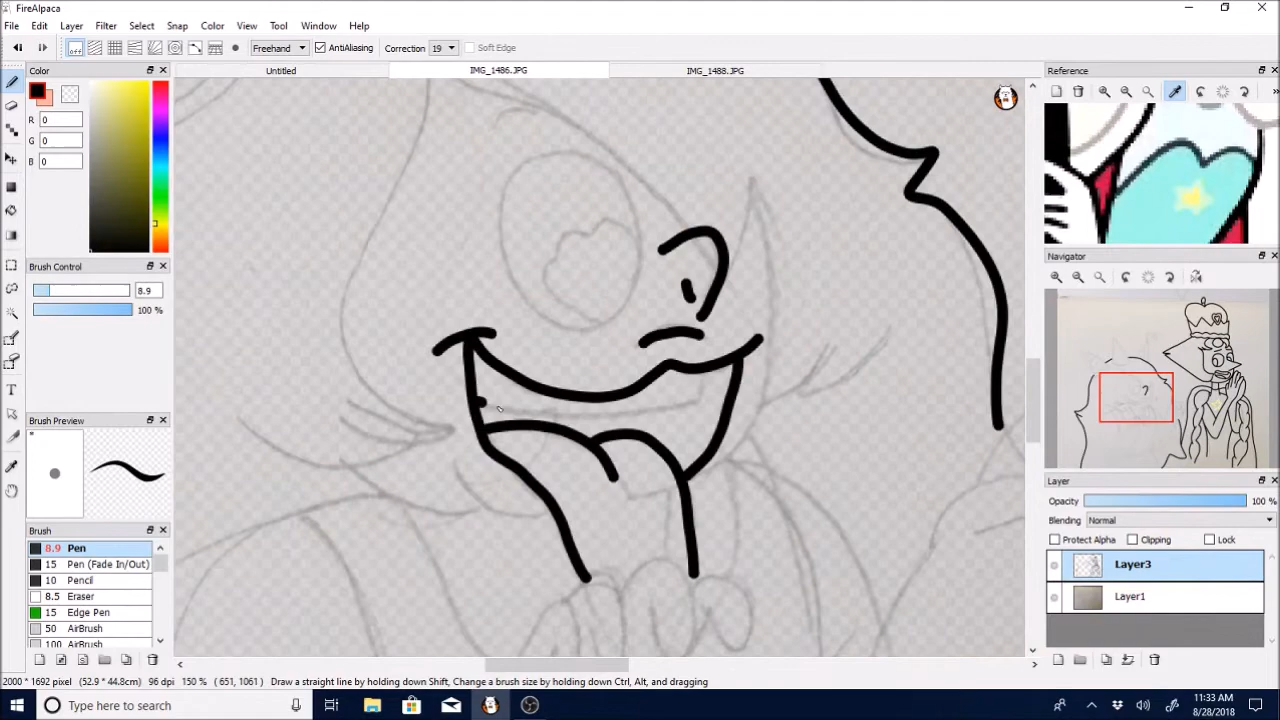 FireAlpaca
File Edit Layer Filter Select Snap Color View Tool Window Help
off Freehand AntiAliasing Correction 19 Soft Edge
Color
Untitled IMG_1486.JPG IMG_1488.JPG
Reference
R 0
G 0
B 0
Brush Control
8.9
100 %
Navigator
Brush Preview
Brush
8.9 Pen
15 Pen (Fade In/Out)
10 Pencil
8.5 Eraser
15 Edge Pen
50 AirBrush
100 AirBrush
Layer
Opacity 100 %
Blending Normal
Protect Alpha Clipping Lock
Layer3
Layer1
2000 * 1692 pixel (52.9 * 44.8cm) 96 dpi 150 % (651, 1061) Draw a straight line by holding down Shift, Change a brush size by holding down Ctrl, Alt, and dragging
Type here to search
11:33 AM
8/28/2018